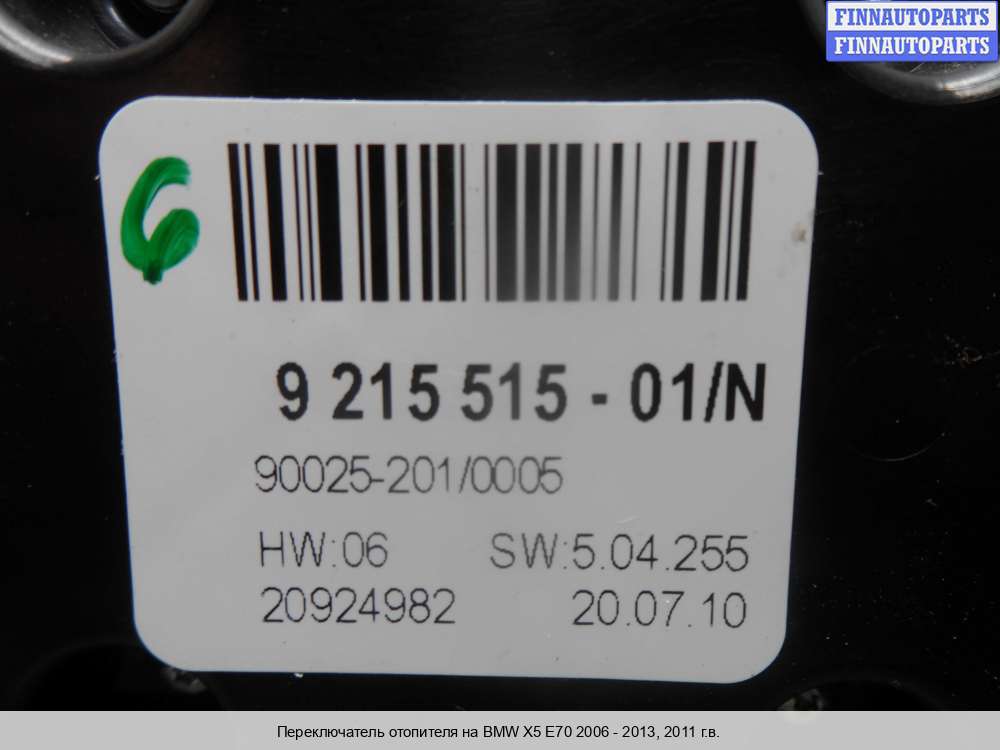 FINNAUTOPARTS
FINNAUTOPARTS
6
9 215 515 - 01/N
90025-201/0005
HW:06 SW:5.04.255
20924982 20.07.10
Переключатель отопителя на BMW X5 E70 2006 - 2013, 2011 г.в.